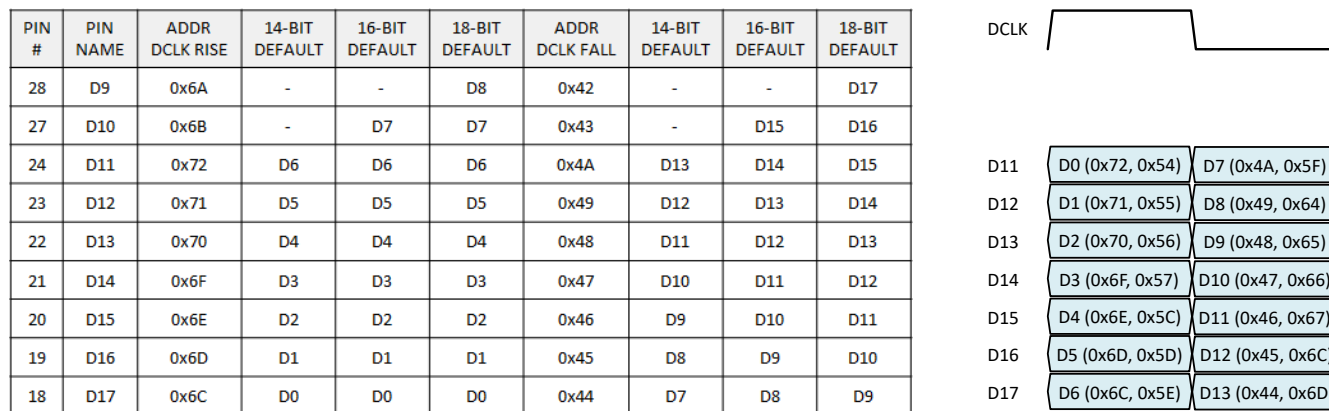 PIN # PIN NAME ADDR DCLK RISE 14-BIT DEFAULT 16-BIT DEFAULT 18-BIT DEFAULT ADDR DCLK FALL 14-BIT DEFAULT 16-BIT DEFAULT 18-BIT DEFAULT
28 D9 0x6A - - D8 0x42 - - D17
27 D10 0x6B - D7 D7 0x43 - D15 D16
24 D11 0x72 D6 D6 D6 0x4A D13 D14 D15
23 D12 0x71 D5 D5 D5 0x49 D12 D13 D14
22 D13 0x70 D4 D4 D4 0x48 D11 D12 D13
21 D14 0x6F D3 D3 D3 0x47 D10 D11 D12
20 D15 0x6E D2 D2 D2 0x46 D9 D10 D11
19 D16 0x6D D1 D1 D1 0x45 D8 D9 D10
18 D17 0x6C D0 D0 D0 0x44 D7 D8 D9
DCLK
D11 D0 (0x72, 0x54) D7 (0x4A, 0x5F)
D12 D1 (0x71, 0x55) D8 (0x49, 0x64)
D13 D2 (0x70, 0x56) D9 (0x48, 0x65)
D14 D3 (0x6F, 0x57) D10 (0x47, 0x66)
D15 D4 (0x6E, 0x5C) D11 (0x46, 0x67)
D16 D5 (0x6D, 0x5D) D12 (0x45, 0x6C)
D17 D6 (0x6C, 0x5E) D13 (0x44, 0x6D